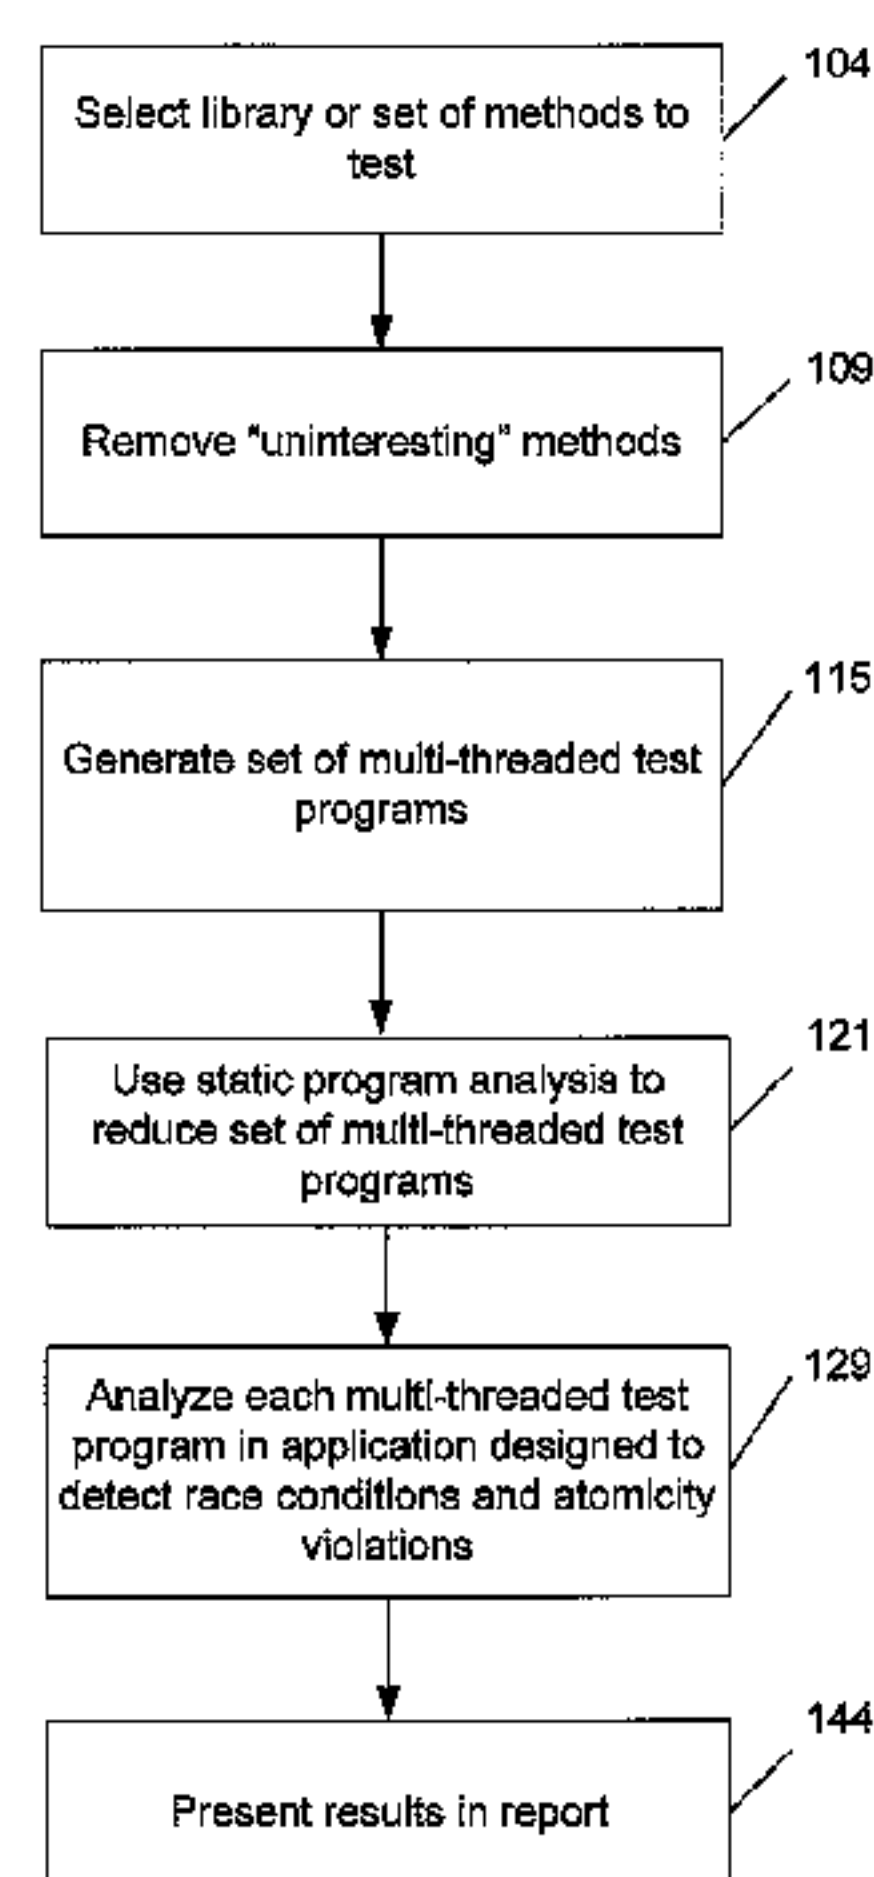 104
Select library or set of methods to
test
109
Remove "uninteresting" methods
115
Generate set of multi-threaded test
programs
121
Use static program analysis to
reduce set of multi-threaded test
programs
129
Analyze each multi-threaded test
program in application designed to
detect race conditions and atomicity
violations
144
Present results in report